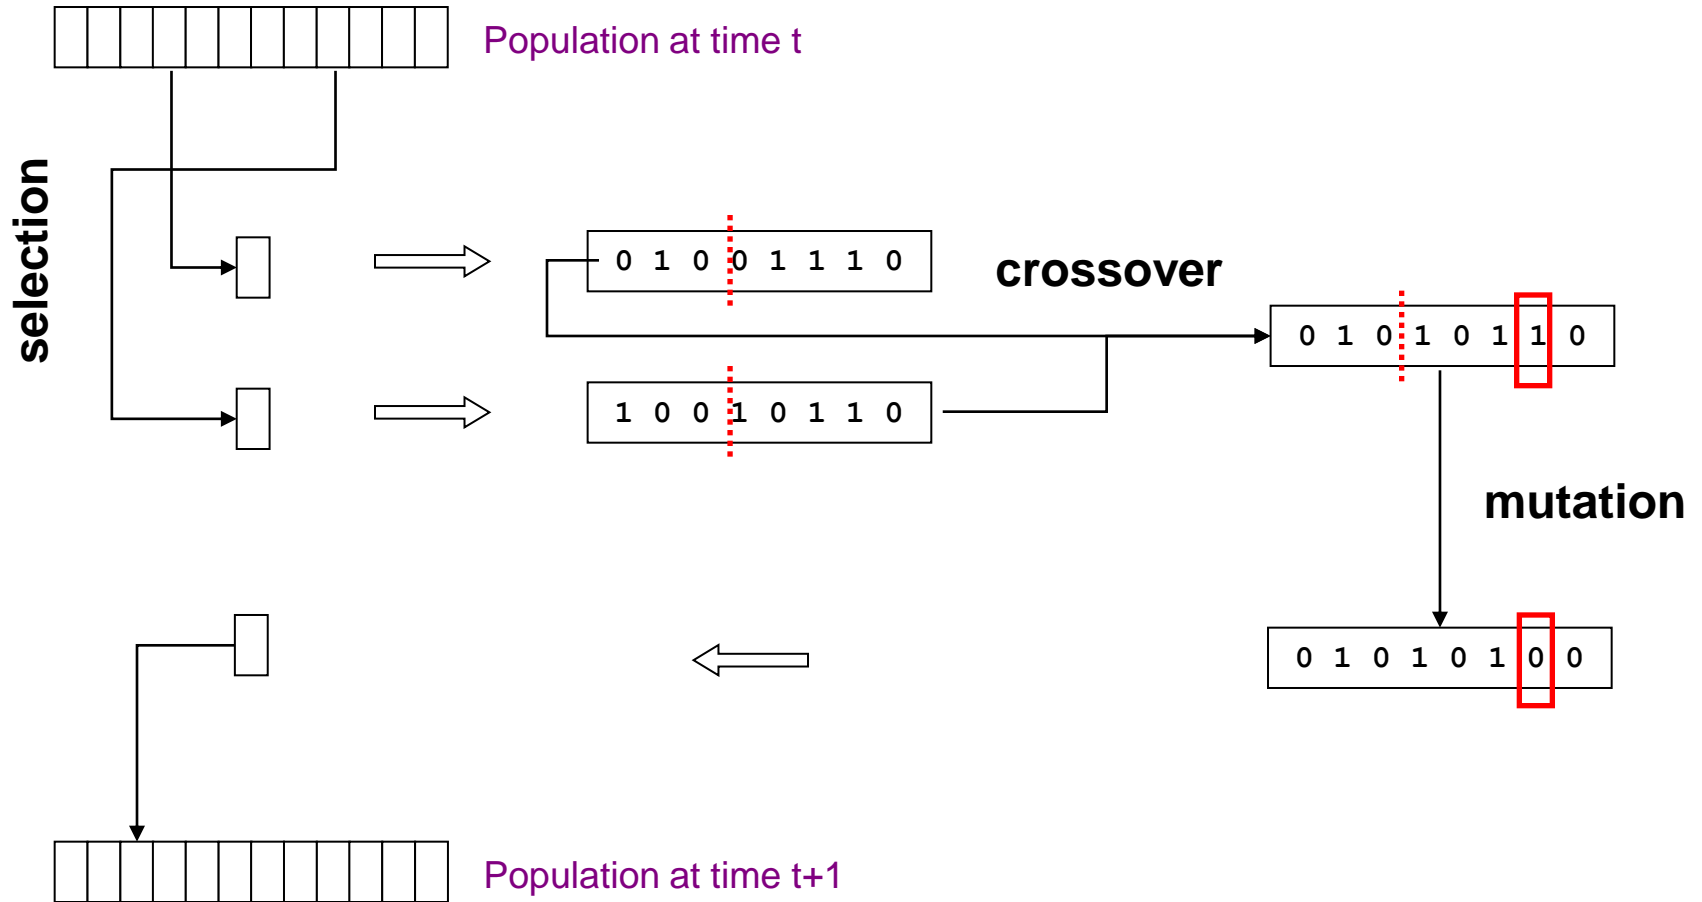 Population at time t
selection
0 1 0 0 1 1 1 0
crossover
0 1 0 1 0 1 1 0
1 0 0 1 0 1 1 0
mutation
0 1 0 1 0 1 0 0
Population at time t+1